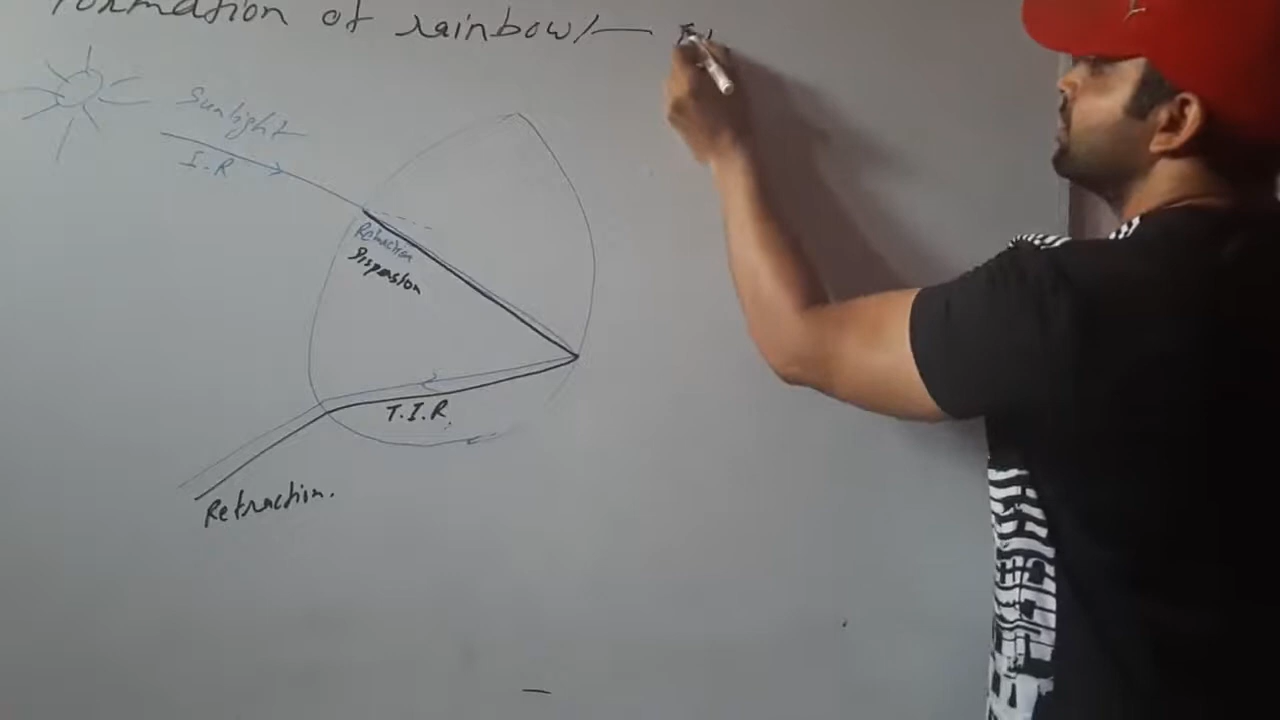 Formation of rainbow:—
Sunlight
I.R
Refraction
Dispersion
T.I.R.
Refraction.